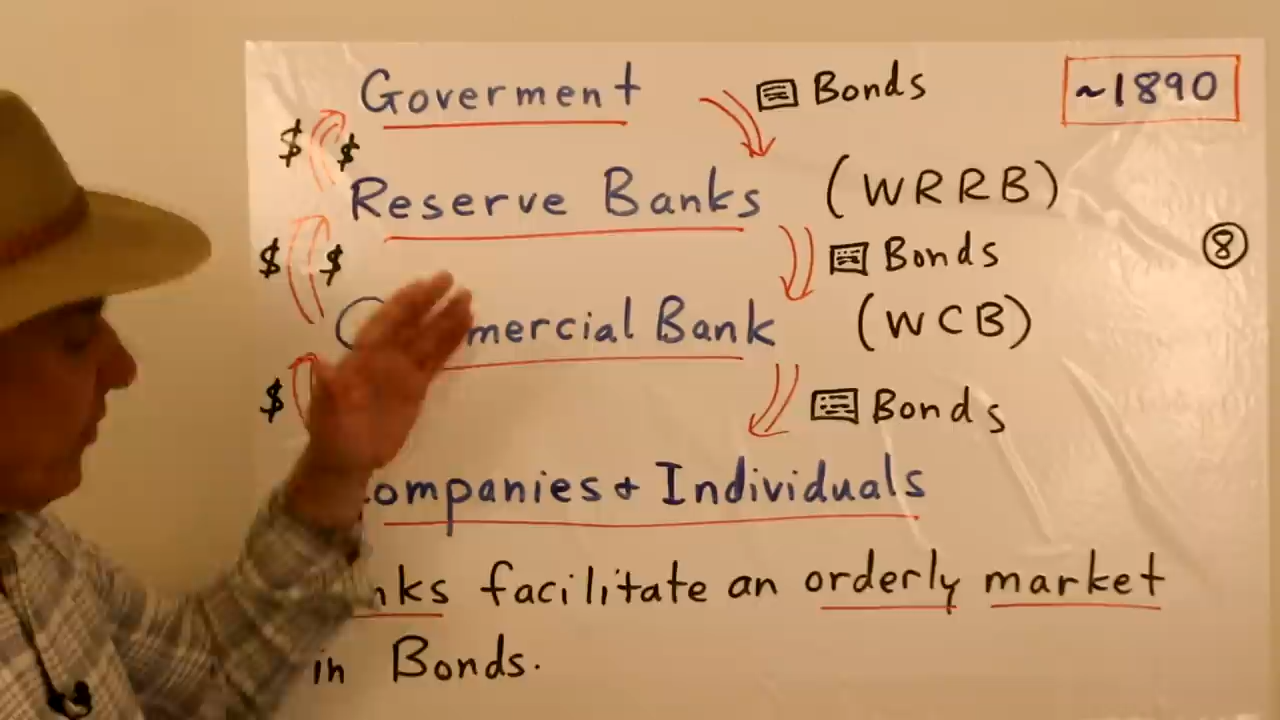 Goverment Bonds ~1890
$ $
Reserve Banks (WRRB)
$ $ Bonds 8
mercial Bank (WCB)
$ Bonds
ompanies + Individuals
nks facilitate an orderly market
in Bonds.